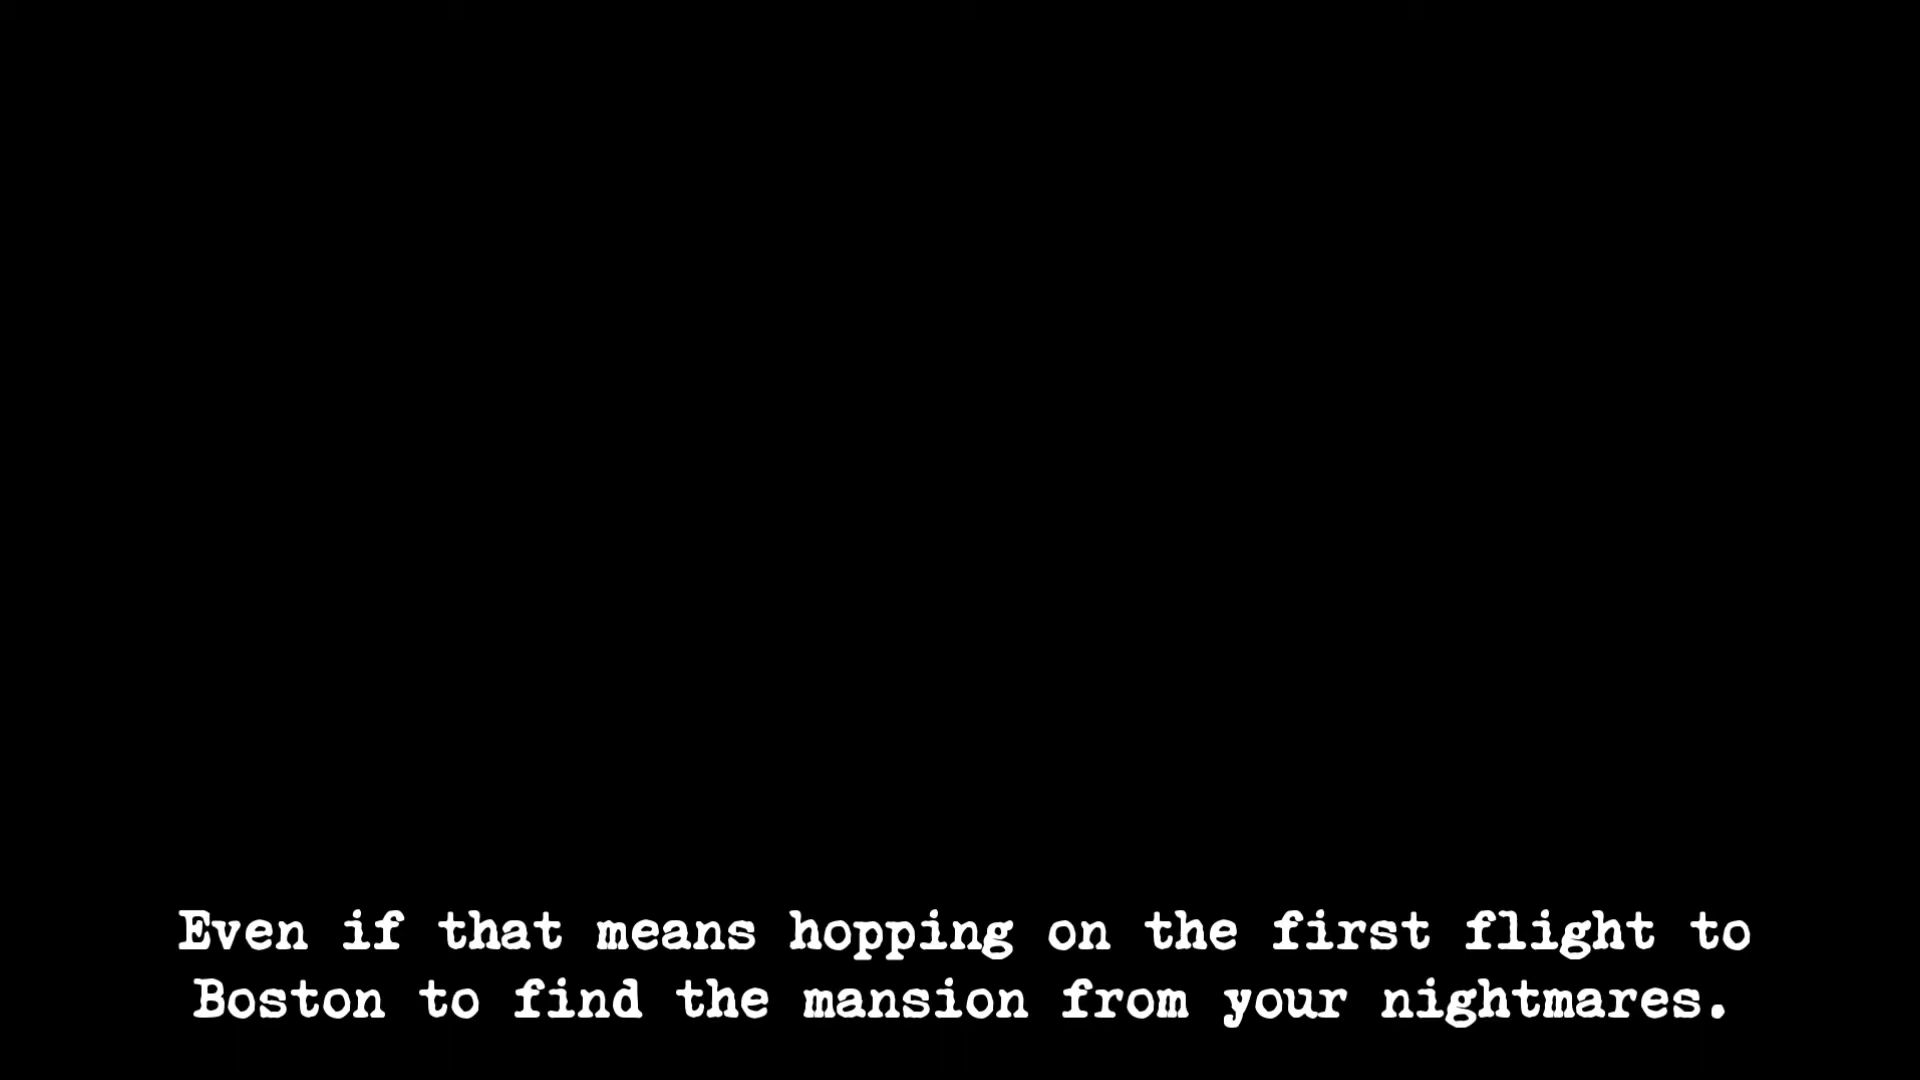 Even if that means hopping on the first flight to
Boston to find the mansion from your nightmares.